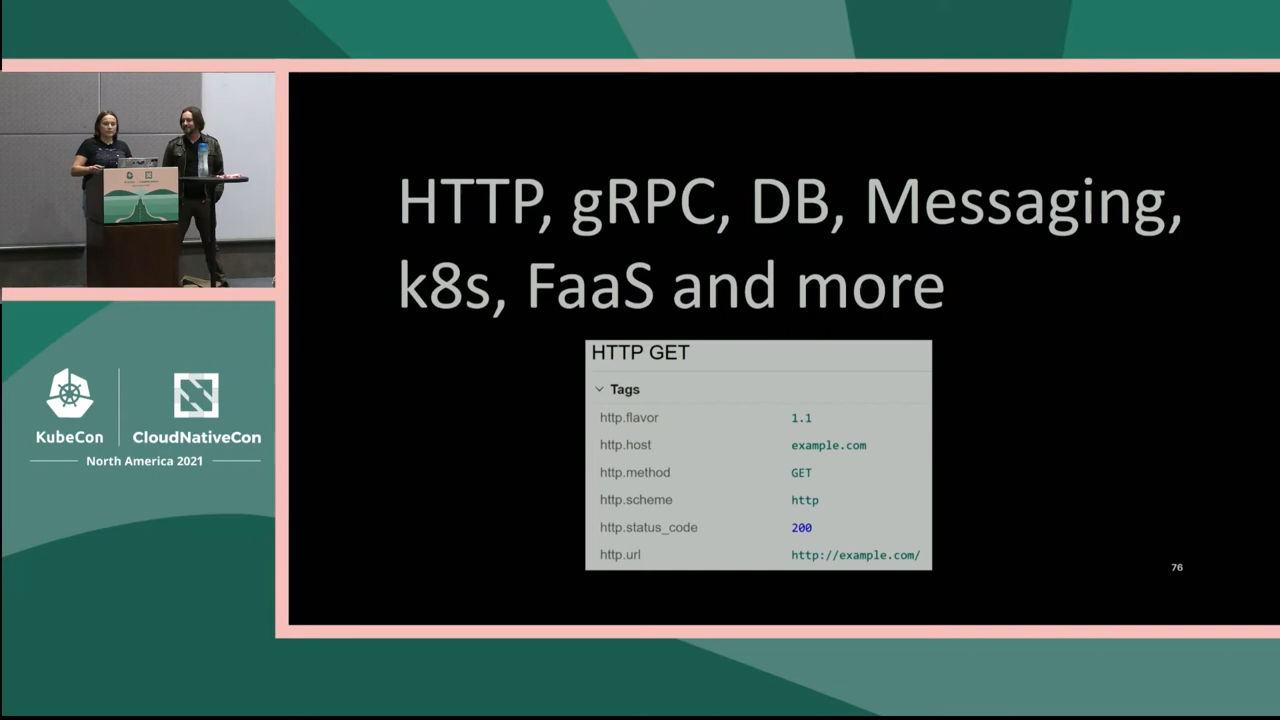 HTTP, gRPC, DB, Messaging,
k8s, FaaS and more
HTTP GET
Tags
http.flavor 1.1
http.host example.com
http.method GET
http.scheme http
http.status_code 200
http.url http://example.com/
76
KubeCon CloudNativeCon
North America 2021